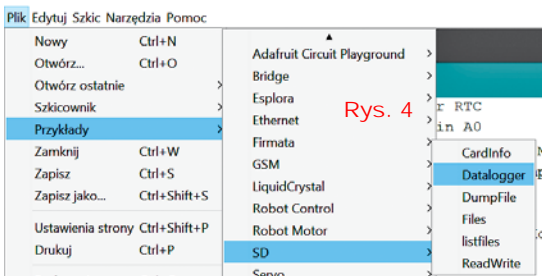 Plik Edytuj Szkic Narzędzia Pomoc
Nowy Ctrl+N
Otwórz... Ctrl+O
Otwórz ostatnie
Szkicownik
Przykłady
Zamknij Ctrl+W
Zapisz Ctrl+S
Zapisz jako... Ctrl+Shift+S
Ustawienia strony Ctrl+Shift+P
Drukuj Ctrl+P
Adafruit Circuit Playground
Bridge
Esplora
Ethernet
Firmata
GSM
LiquidCrystal
Robot Control
Robot Motor
SD
Servo
Rys. 4
r RTC
in A0
CardInfo
Datalogger
DumpFile
Files
listfiles
ReadWrite